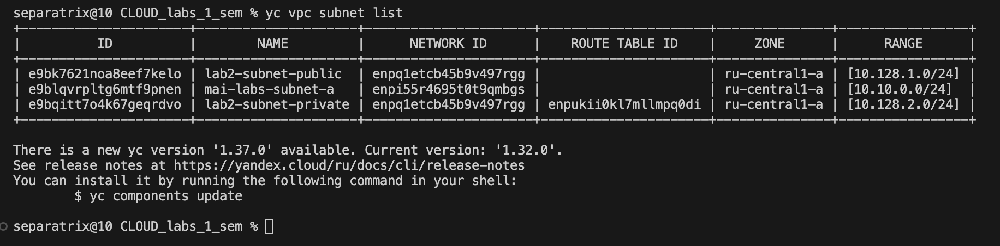 separatrix@10 CLOUD_labs_1_sem % yc vpc subnet list
+----------------------+---------------------+----------------------+----------------------+---------------+-----------------+
|          ID          |        NAME         |      NETWORK ID      |    ROUTE TABLE ID    |     ZONE      |      RANGE      |
+----------------------+---------------------+----------------------+----------------------+---------------+-----------------+
| e9bk7621noa8eef7kelo | lab2-subnet-public  | enpq1etcb45b9v497rgg |                      | ru-central1-a | [10.128.1.0/24] |
| e9blqvrpltg6mtf9pnen | mai-labs-subnet-a   | enpi55r4695t0t9qmbgs |                      | ru-central1-a | [10.10.0.0/24]  |
| e9bqitt7o4k67geqrdvo | lab2-subnet-private | enpq1etcb45b9v497rgg | enpukii0kl7mllmpq0di | ru-central1-a | [10.128.2.0/24] |
+----------------------+---------------------+----------------------+----------------------+---------------+-----------------+
There is a new yc version '1.37.0' available. Current version: '1.32.0'.
See release notes at https://yandex.cloud/ru/docs/cli/release-notes
You can install it by running the following command in your shell:
$ yc components update
separatrix@10 CLOUD_labs_1_sem %